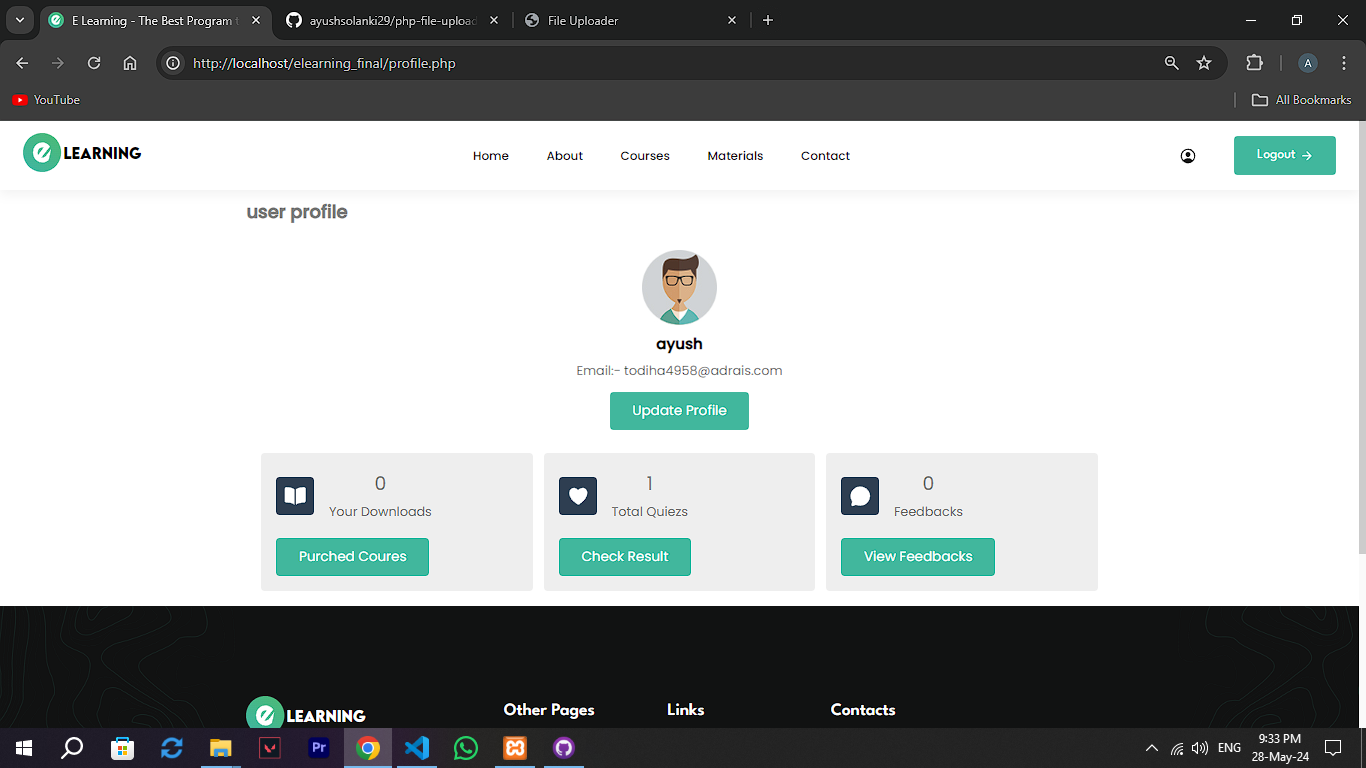 E Learning - The Best Program
ayushsolanki29/php-file-upload
File Uploader
http://localhost/elearning_final/profile.php
A
YouTube
All Bookmarks
e LEARNING
Home
About
Courses
Materials
Contact
Logout →
user profile
ayush
Email:- todiha4958@adrais.com
Update Profile
0
Your Downloads
Purched Coures
1
Total Quiezs
Check Result
0
Feedbacks
View Feedbacks
e LEARNING
Other Pages
Links
Contacts
Pr
ENG
9:33 PM
28-May-24